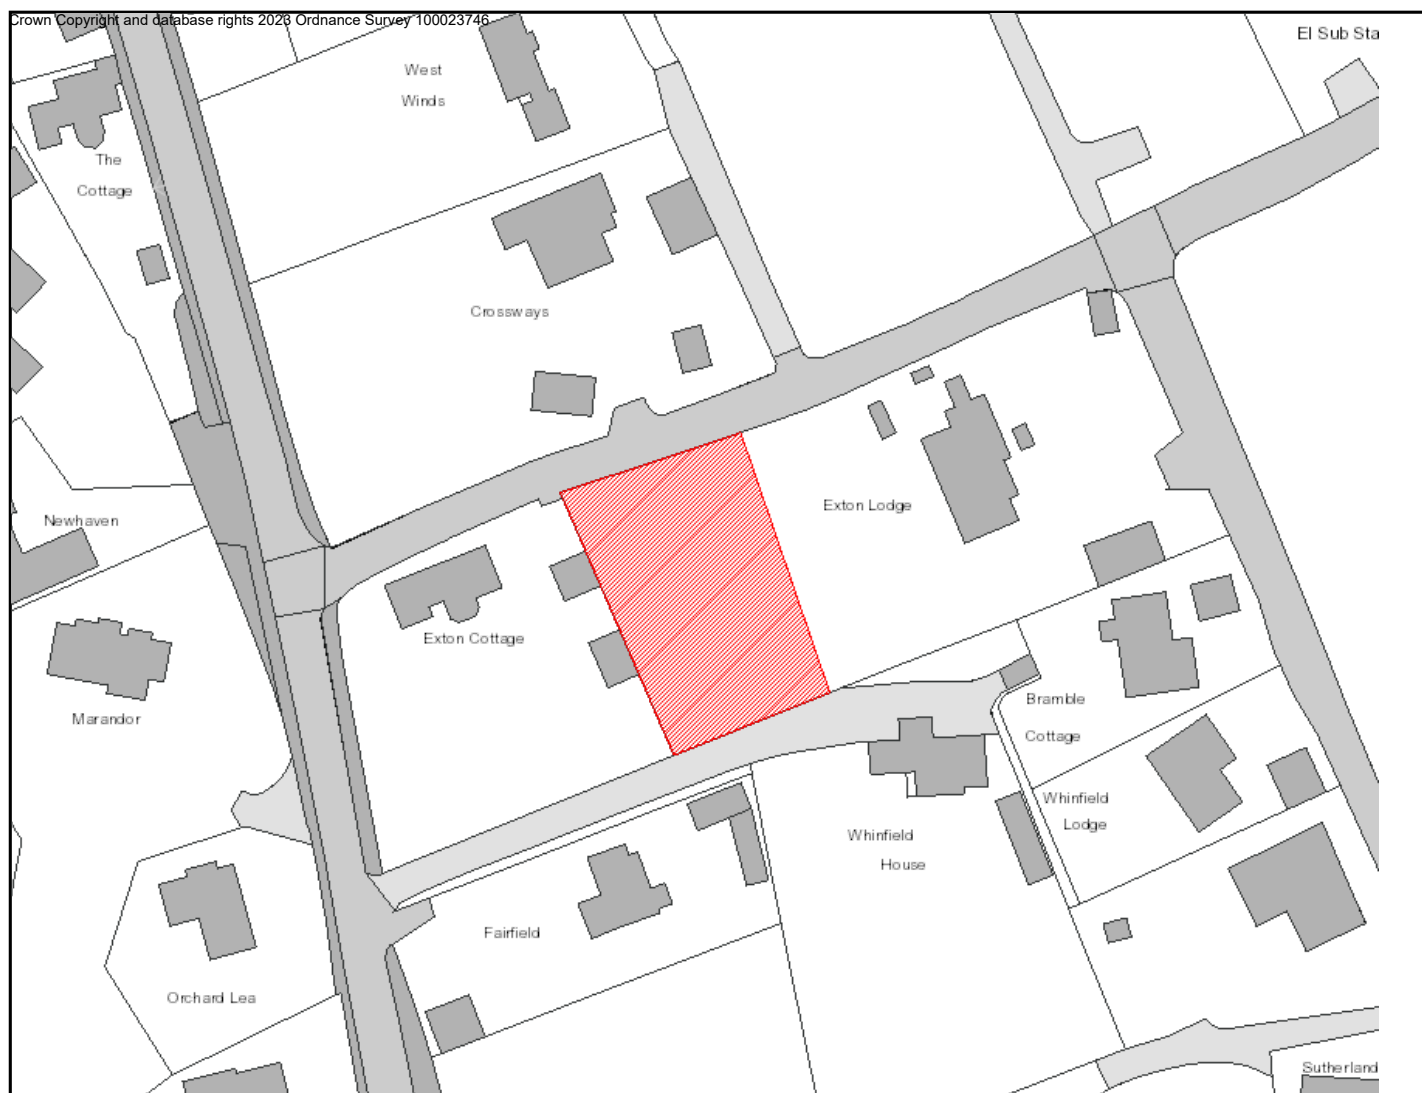 Crown Copyright and database rights 2023 Ordnance Survey 100023746
El Sub Sta
West
Winds
The
Cottage
Crossways
Newhaven
Exton Lodge
Exton Cottage
Marandor
Bramble
Cottage
Whinfield
Lodge
Whinfield
House
Fairfield
Orchard Lea
Sutherland